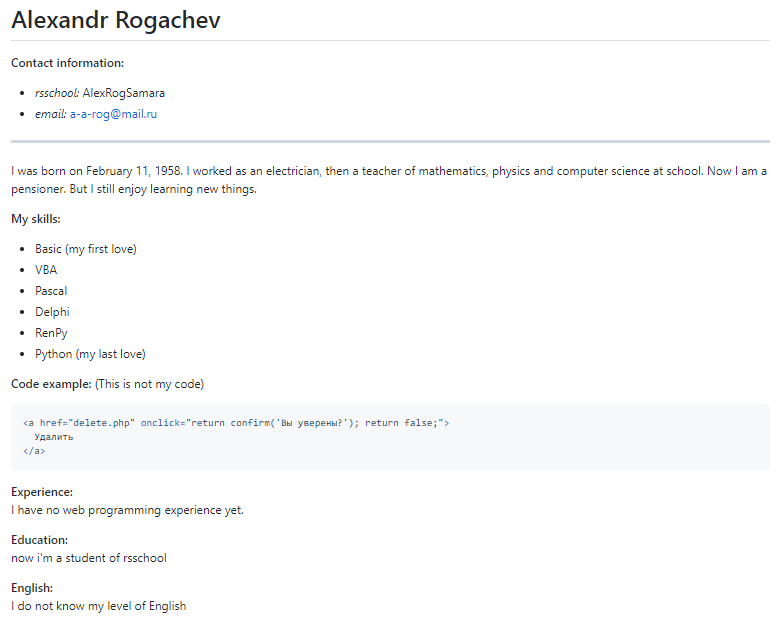 Alexandr Rogachev
Contact information:
rsschool: AlexRogSamara
email: a-a-rog@mail.ru
I was born on February 11, 1958. I worked as an electrician, then a teacher of mathematics, physics and computer science at school. Now I am a
pensioner. But I still enjoy learning new things.
My skills:
Basic (my first love)
VBA
Pascal
Delphi
RenPy
Python (my last love)
Code example: (This is not my code)
<a href="delete.php" onclick="return confirm('Вы уверены?'); return false;">
Удалить
</a>
Experience:
I have no web programming experience yet.
Education:
now i'm a student of rsschool
English:
I do not know my level of English